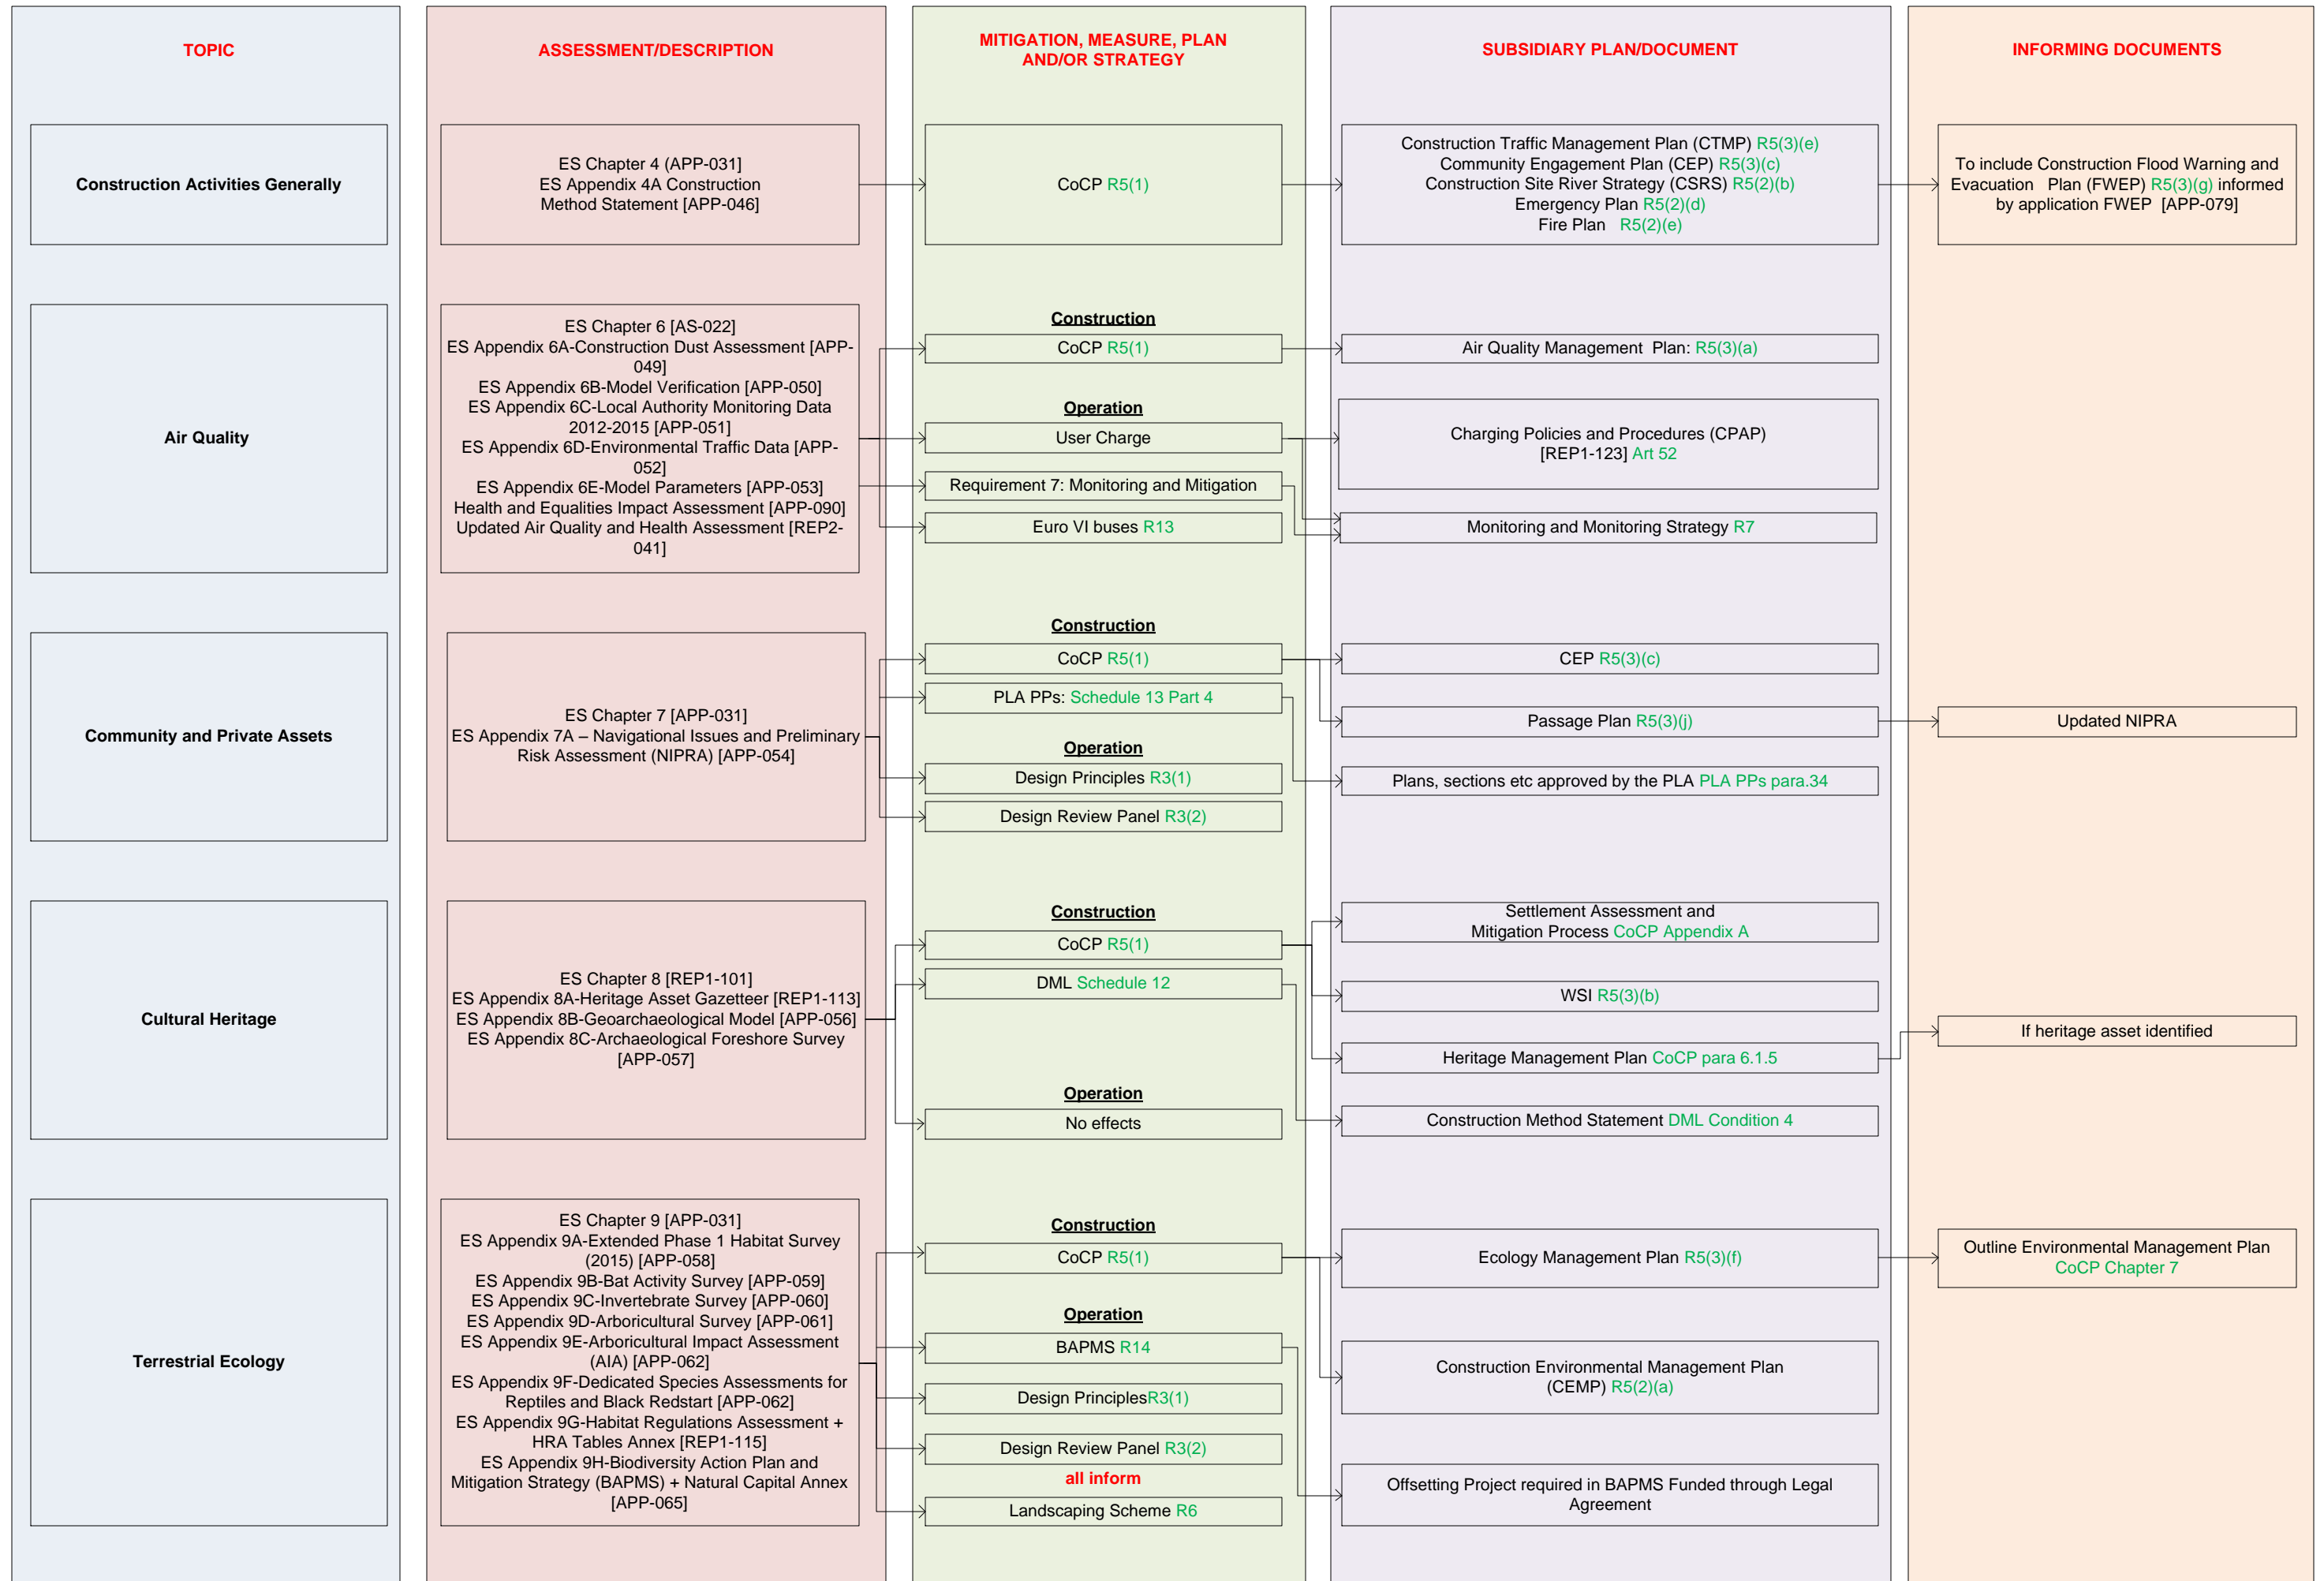 TOPIC
ASSESSMENT/DESCRIPTION
MITIGATION, MEASURE, PLAN
AND/OR STRATEGY
SUBSIDIARY PLAN/DOCUMENT
INFORMING DOCUMENTS
Construction Activities Generally
ES Chapter 4 (APP-031]
ES Appendix 4A Construction
Method Statement [APP-046]
CoCP R5(1)
Construction Traffic Management Plan (CTMP) R5(3)(e)
Community Engagement Plan (CEP) R5(3)(c)
Construction Site River Strategy (CSRS) R5(2)(b)
Emergency Plan R5(2)(d)
Fire Plan R5(2)(e)
To include Construction Flood Warning and
Evacuation Plan (FWEP) R5(3)(g) informed
by application FWEP [APP-079]
Air Quality
ES Chapter 6 [AS-022]
ES Appendix 6A-Construction Dust Assessment [APP-
049]
ES Appendix 6B-Model Verification [APP-050]
ES Appendix 6C-Local Authority Monitoring Data
2012-2015 [APP-051]
ES Appendix 6D-Environmental Traffic Data [APP-
052]
ES Appendix 6E-Model Parameters [APP-053]
Health and Equalities Impact Assessment [APP-090]
Updated Air Quality and Health Assessment [REP2-
041]
Construction
CoCP R5(1)
Operation
User Charge
Requirement 7: Monitoring and Mitigation
Euro VI buses R13
Air Quality Management Plan: R5(3)(a)
Charging Policies and Procedures (CPAP)
[REP1-123] Art 52
Monitoring and Monitoring Strategy R7
Community and Private Assets
ES Chapter 7 [APP-031]
ES Appendix 7A – Navigational Issues and Preliminary
Risk Assessment (NIPRA) [APP-054]
Construction
CoCP R5(1)
PLA PPs: Schedule 13 Part 4
Operation
Design Principles R3(1)
Design Review Panel R3(2)
CEP R5(3)(c)
Passage Plan R5(3)(j)
Plans, sections etc approved by the PLA PLA PPs para.34
Updated NIPRA
Cultural Heritage
ES Chapter 8 [REP1-101]
ES Appendix 8A-Heritage Asset Gazetteer [REP1-113]
ES Appendix 8B-Geoarchaeological Model [APP-056]
ES Appendix 8C-Archaeological Foreshore Survey
[APP-057]
Construction
CoCP R5(1)
DML Schedule 12
Operation
No effects
Settlement Assessment and
Mitigation Process CoCP Appendix A
WSI R5(3)(b)
Heritage Management Plan CoCP para 6.1.5
Construction Method Statement DML Condition 4
If heritage asset identified
Terrestrial Ecology
ES Chapter 9 [APP-031]
ES Appendix 9A-Extended Phase 1 Habitat Survey
(2015) [APP-058]
ES Appendix 9B-Bat Activity Survey [APP-059]
ES Appendix 9C-Invertebrate Survey [APP-060]
ES Appendix 9D-Arboricultural Survey [APP-061]
ES Appendix 9E-Arboricultural Impact Assessment
(AIA) [APP-062]
ES Appendix 9F-Dedicated Species Assessments for
Reptiles and Black Redstart [APP-062]
ES Appendix 9G-Habitat Regulations Assessment +
HRA Tables Annex [REP1-115]
ES Appendix 9H-Biodiversity Action Plan and
Mitigation Strategy (BAPMS) + Natural Capital Annex
[APP-065]
Construction
CoCP R5(1)
Operation
BAPMS R14
Design PrinciplesR3(1)
Design Review Panel R3(2)
all inform
Landscaping Scheme R6
Ecology Management Plan R5(3)(f)
Construction Environmental Management Plan
(CEMP) R5(2)(a)
Offsetting Project required in BAPMS Funded through Legal
Agreement
Outline Environmental Management Plan
CoCP Chapter 7